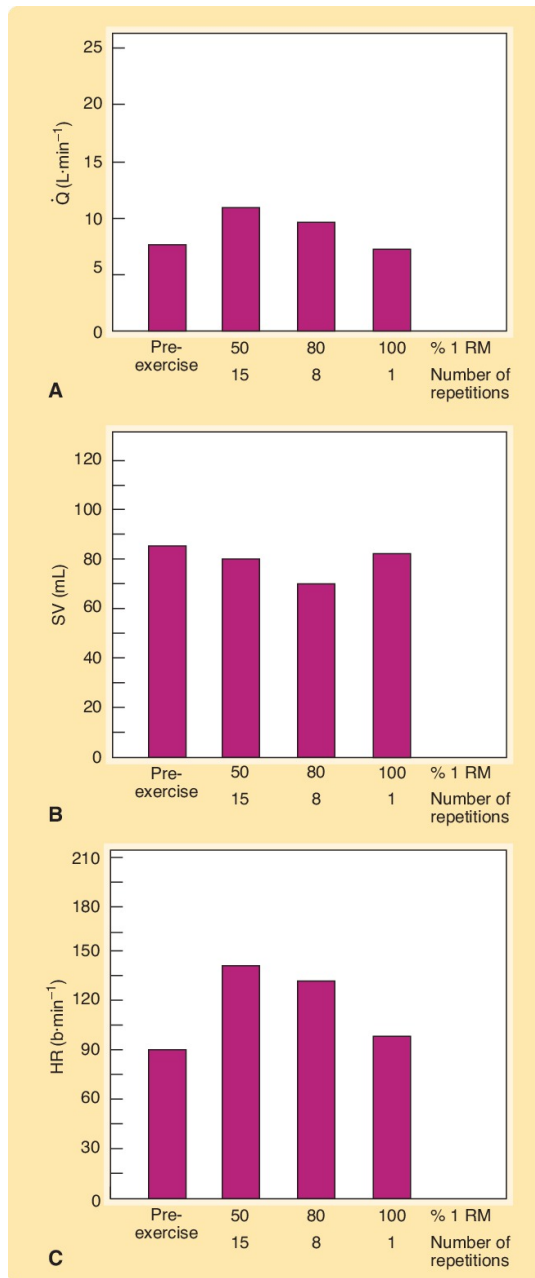 25
20
15
10
5
0
Q̇ (L·min⁻¹)
Pre-
exercise
50
80
100
% 1 RM
15
8
1
Number of
repetitions
A
120
100
80
60
40
20
0
SV (mL)
Pre-
exercise
50
80
100
% 1 RM
15
8
1
Number of
repetitions
B
210
180
150
120
90
60
30
0
HR (b·min⁻¹)
Pre-
exercise
50
80
100
% 1 RM
15
8
1
Number of
repetitions
C